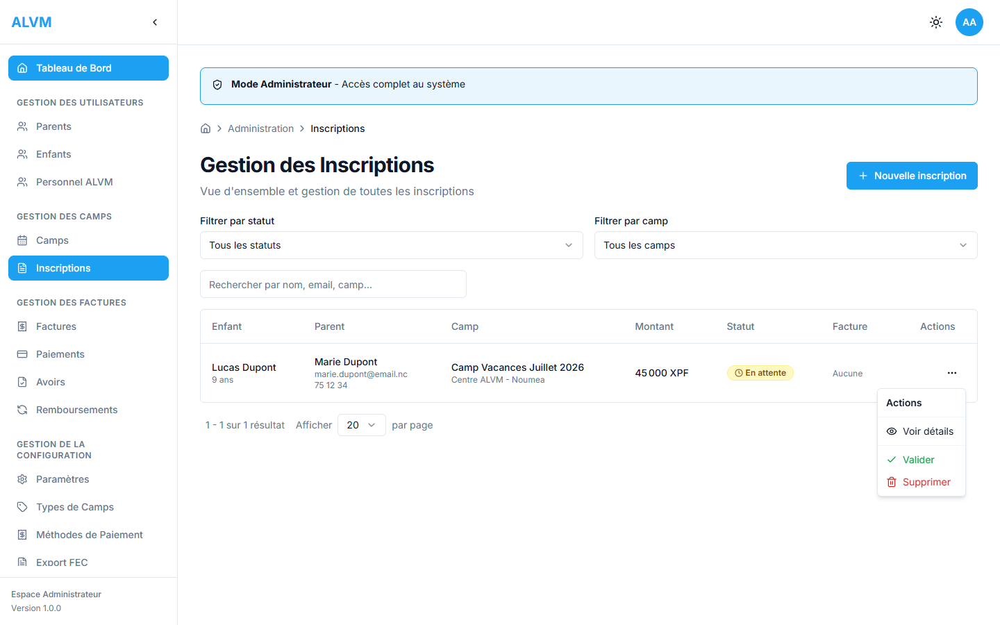 ALVM
AA
Tableau de Bord
GESTION DES UTILISATEURS
Parents
Enfants
Personnel ALVM
GESTION DES CAMPS
Camps
Inscriptions
GESTION DES FACTURES
Factures
Paiements
Avoirs
Remboursements
GESTION DE LA
CONFIGURATION
Paramètres
Types de Camps
Méthodes de Paiement
Export FEC
Espace Administrateur
Version 1.0.0
Mode Administrateur - Accès complet au système
Administration
Inscriptions
Gestion des Inscriptions
Vue d'ensemble et gestion de toutes les inscriptions
Nouvelle inscription
Filtrer par statut
Filtrer par camp
Tous les statuts
Tous les camps
Rechercher par nom, email, camp...
Enfant Parent Camp Montant Statut Facture Actions
Lucas Dupont
9 ans
Marie Dupont
marie.dupont@email.nc
75 12 34
Camp Vacances Juillet 2026
Centre ALVM - Noumea
45 000 XPF
En attente
Aucune
Actions
Voir détails
Valider
Supprimer
1 - 1 sur 1 résultat Afficher 20 par page